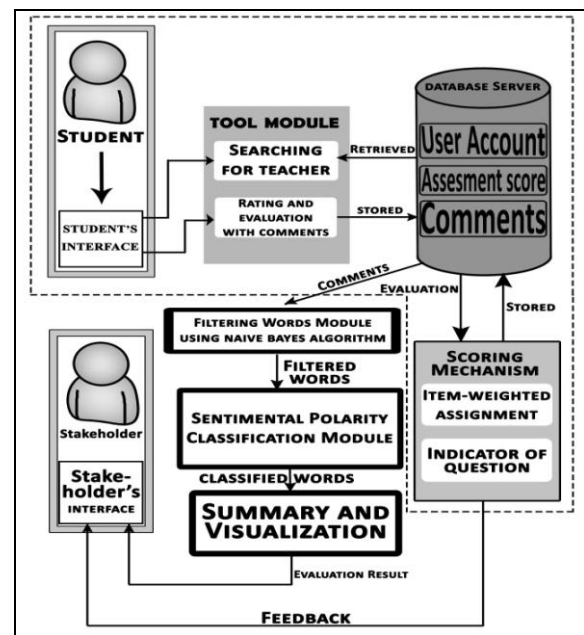 STUDENT
STUDENT'S
INTERFACE
TOOL MODULE
SEARCHING
FOR TEACHER
RATING AND
EVALUATION
WITH COMMENTS
RETRIEVED
STORED
DATABASE SERVER
User Account
Assesment score
Comments
COMMENTS
EVALUATION
STORED
FILTERING WORDS MODULE
USING NAIVE BAYES ALGORITHM
FILTERED
WORDS
SENTIMENTAL POLARITY
CLASSIFICATION MODULE
CLASSIFIED WORDS
SUMMARY AND
VISUALIZATION
EVALUATION RESULT
SCORING
MECHANISM
ITEM-WEIGHTED
ASSIGNMENT
INDICATOR OF
QUESTION
Stakeholder
Stake-
holder's
INTERFACE
FEEDBACK